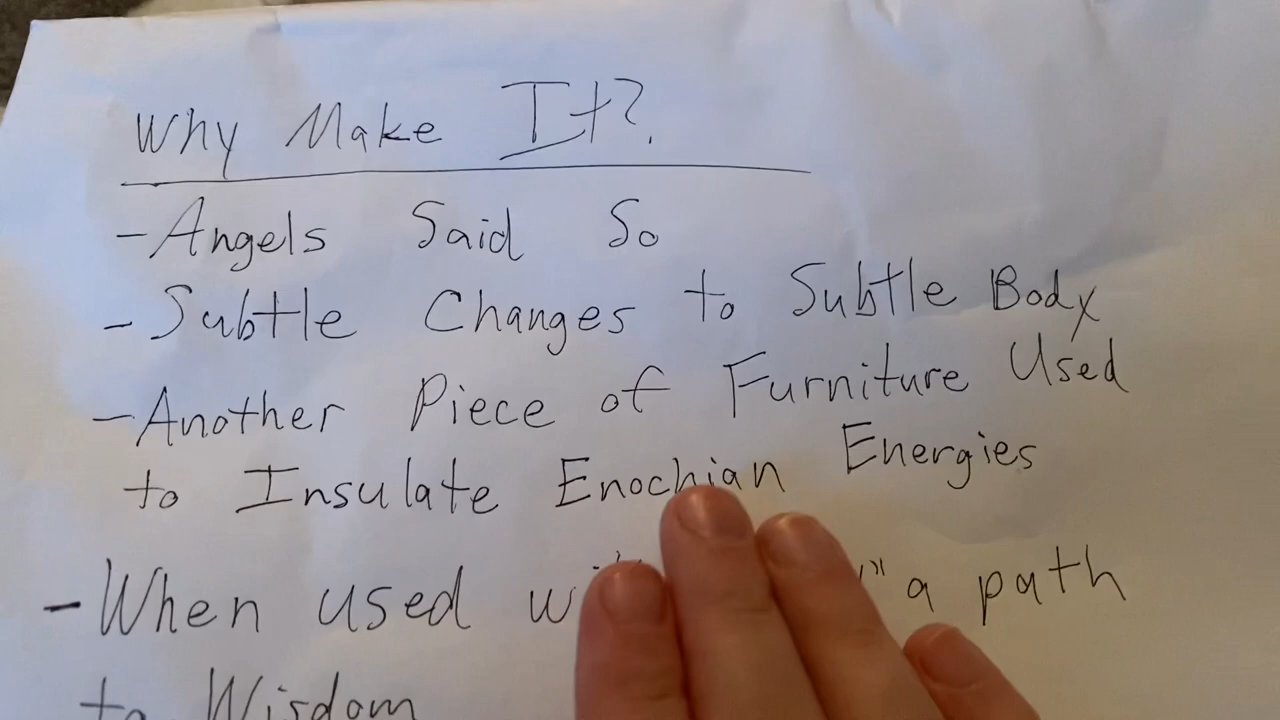 Why Make It?
- Angels Said So
- Subtle Changes to Subtle Body
- Another Piece of Furniture Used
to Insulate Enochian Energies
- When used " a path
to Wisdom